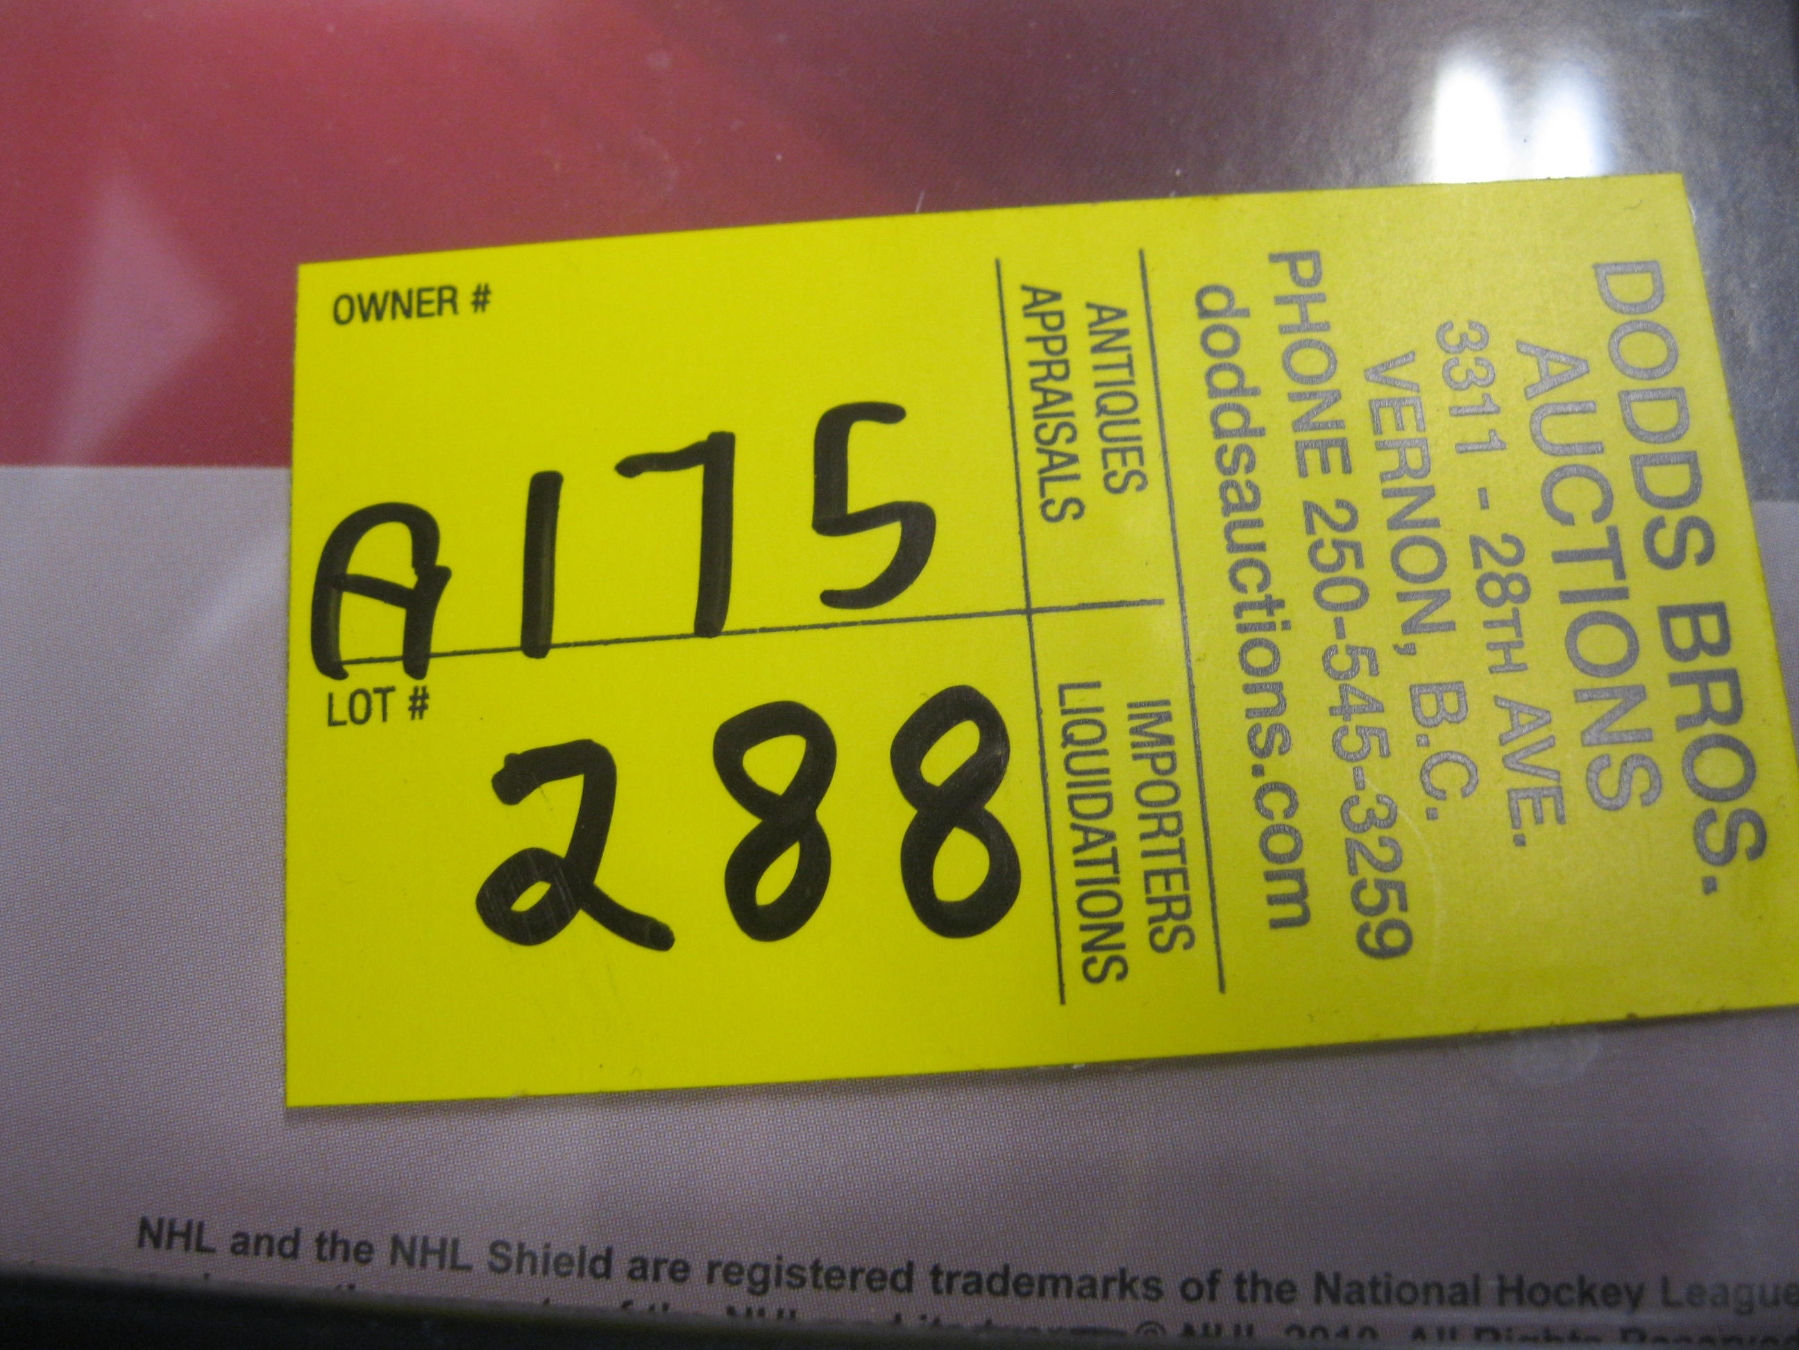 DODDS BROS.
AUCTIONS
3311 - 28TH AVE.
VERNON, B.C.
PHONE 250-545-3259
doddsauctions.com
ANTIQUES
APPRAISALS
IMPORTERS
LIQUIDATIONS
OWNER #
A175
LOT #
288
NHL and the NHL Shield are registered trademarks of the National Hockey League